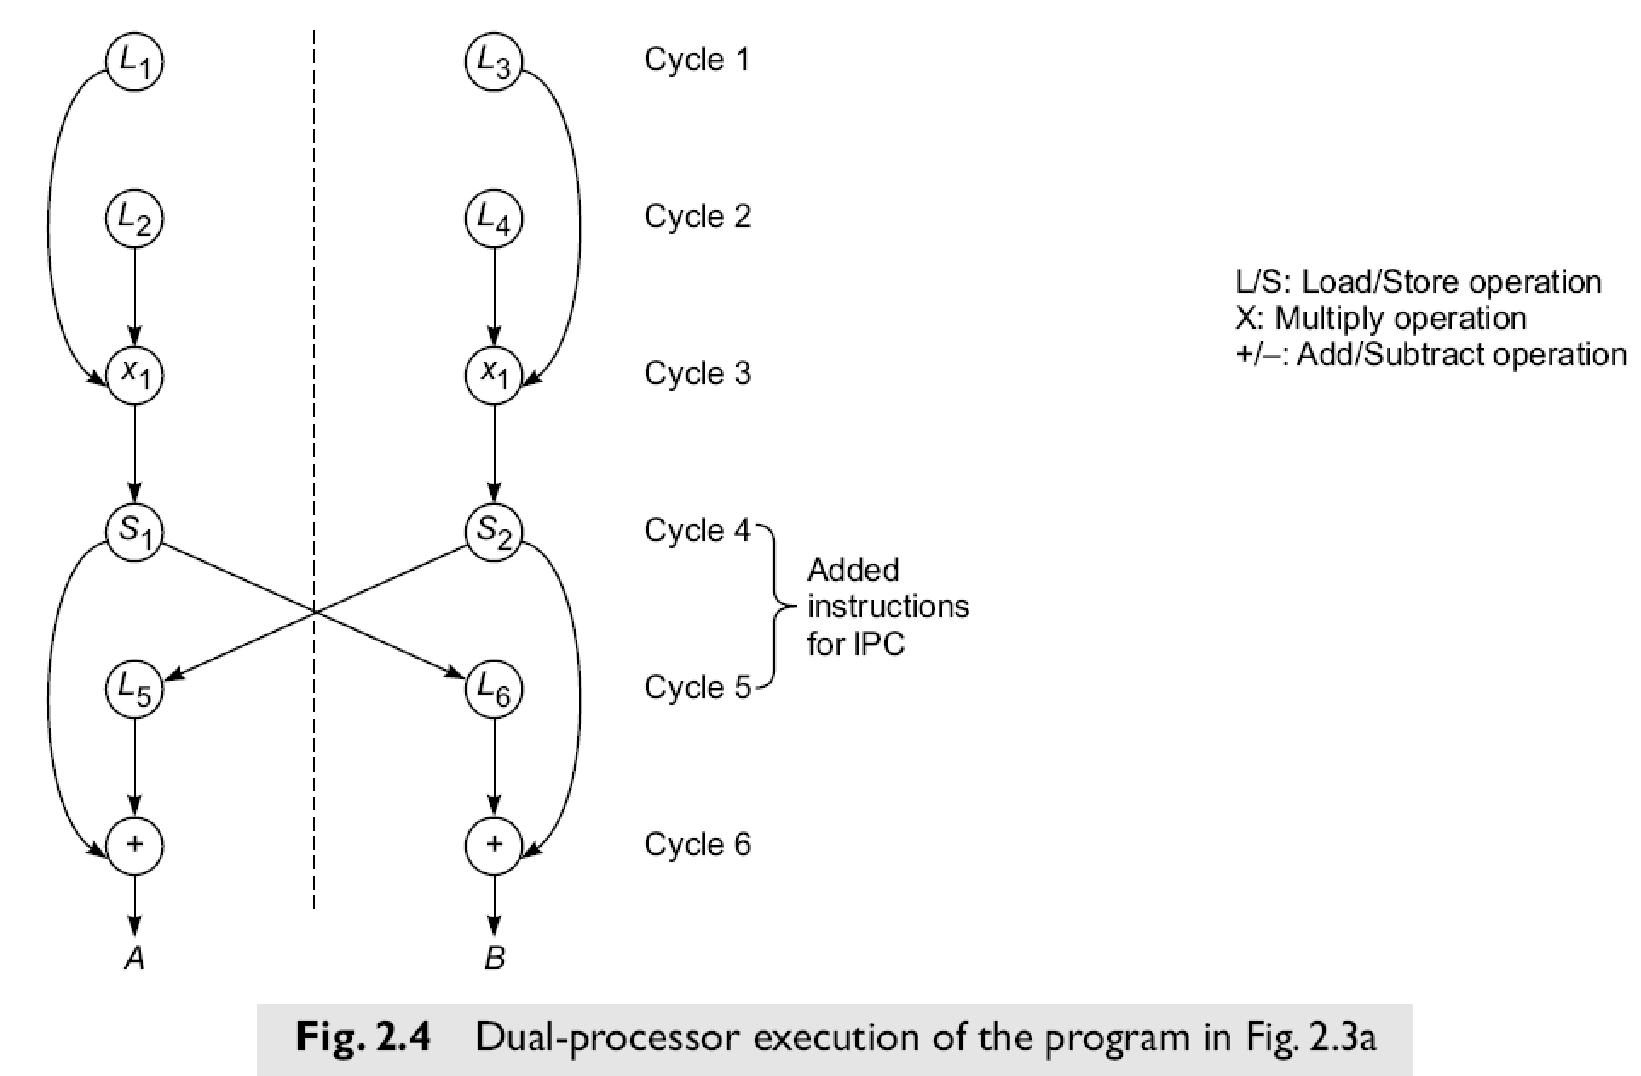 L1 L3 Cycle 1
L2 L4 Cycle 2
L/S: Load/Store operation
X: Multiply operation
+/–: Add/Subtract operation
x1 x1 Cycle 3
S1 S2 Cycle 4
Added
instructions
for IPC
L5 L6 Cycle 5
+ + Cycle 6
A B
Fig. 2.4 Dual-processor execution of the program in Fig. 2.3a